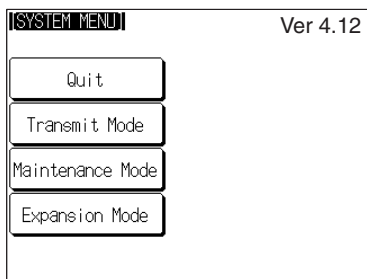 [SYSTEM MENU]
Ver 4.12
Quit
Transmit Mode
Maintenance Mode
Expansion Mode